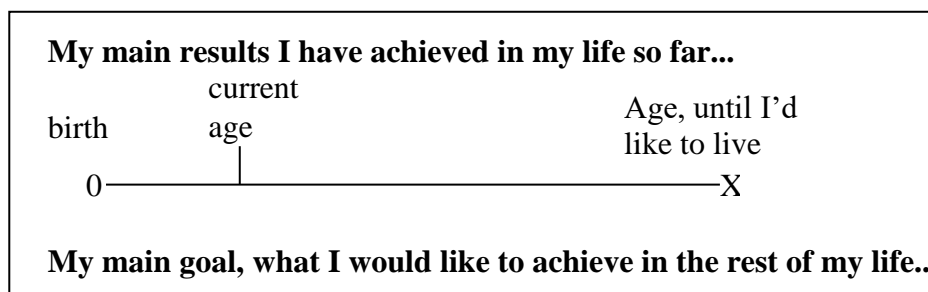 My main results I have achieved in my life so far...
current
age
birth
Age, until I’d
like to live
0
X
My main goal, what I would like to achieve in the rest of my life..